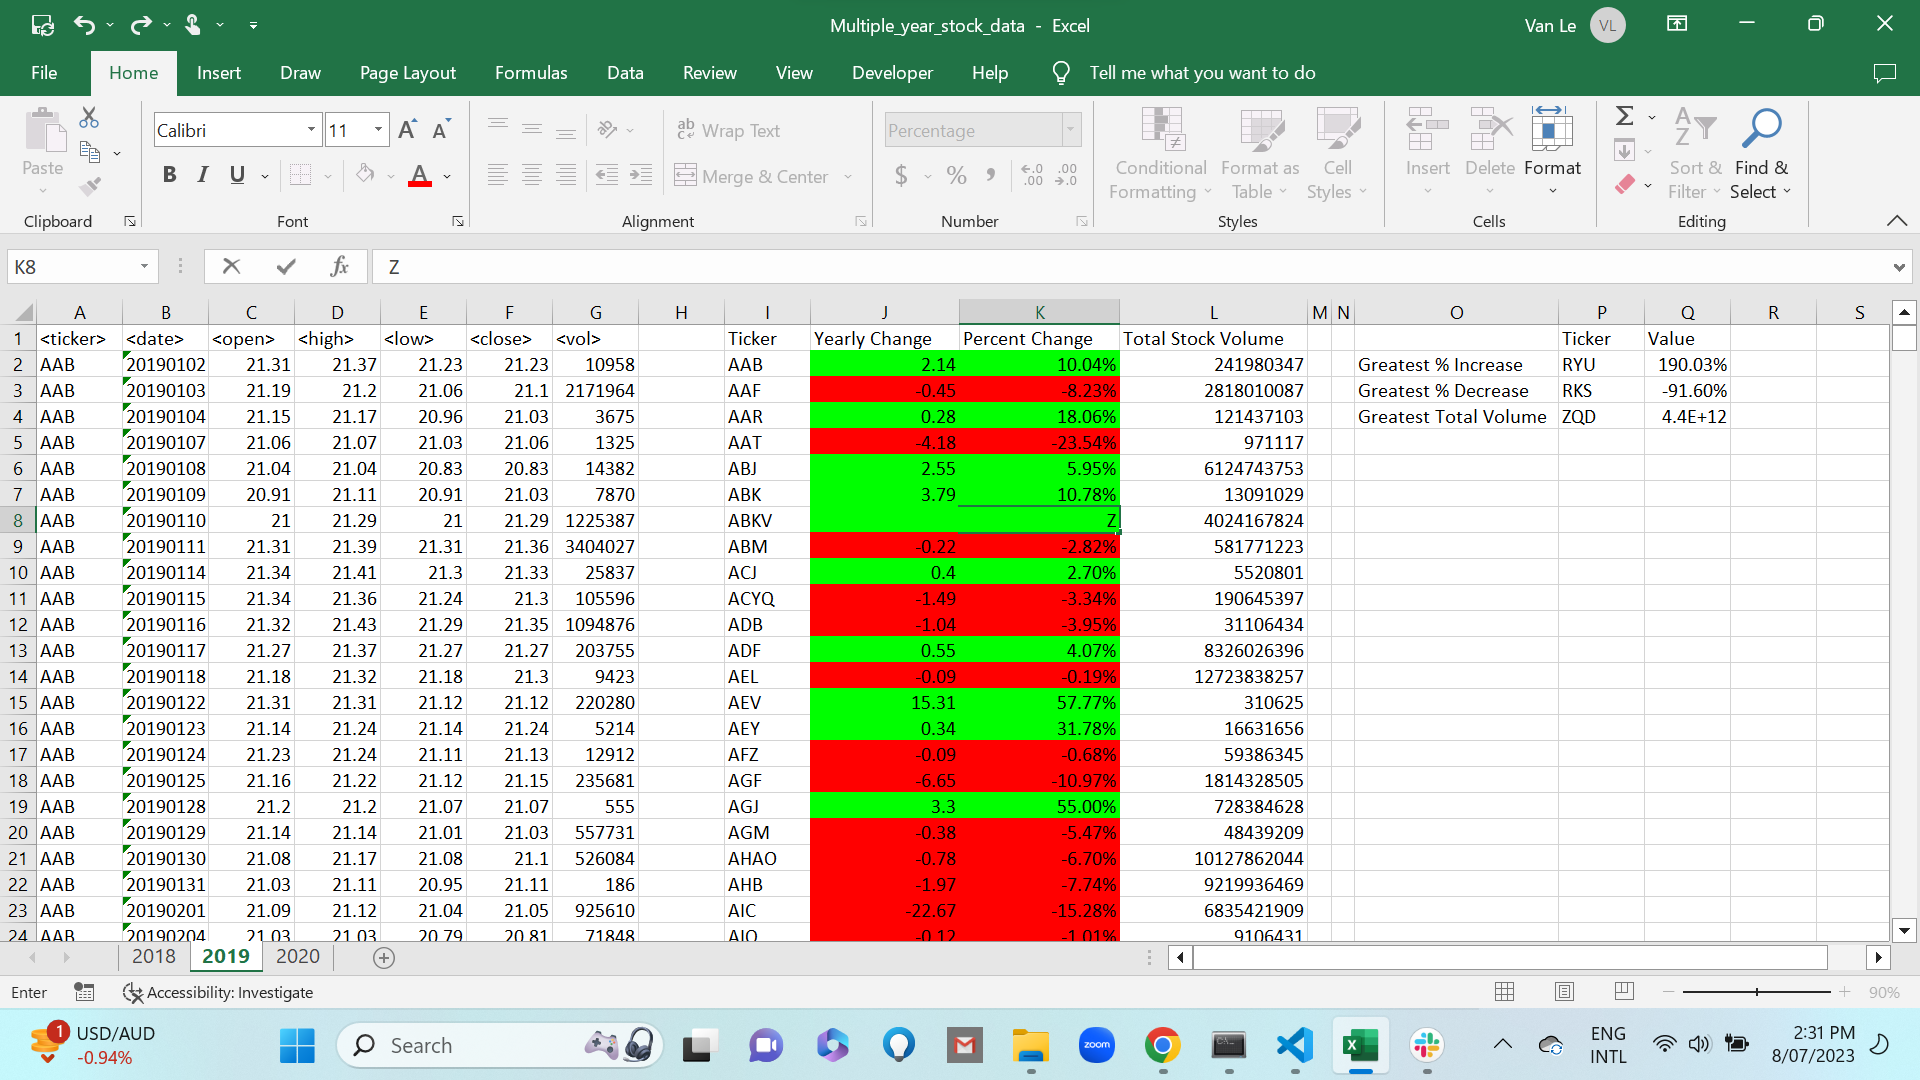 Multiple_year_stock_data - Excel
Van Le VL
File Home Insert Draw Page Layout Formulas Data Review View Developer Help Tell me what you want to do
Paste
Calibri 11
Wrap Text
Merge & Center
Percentage
Conditional Formatting
Format as Table
Cell Styles
Insert Delete Format
Sort & Filter
Find & Select
Clipboard Font Alignment Number Styles Cells Editing
K8 Z
A B C D E F G H I J K L M N O P Q R S
1 <ticker> <date> <open> <high> <low> <close> <vol> Ticker Yearly Change Percent Change Total Stock Volume Ticker Value
2 AAB 20190102 21.31 21.37 21.23 21.23 10958 AAB 2.14 10.04% 241980347 Greatest % Increase RYU 190.03%
3 AAB 20190103 21.19 21.2 21.06 21.1 2171964 AAF -0.45 -8.23% 2818010087 Greatest % Decrease RKS -91.60%
4 AAB 20190104 21.15 21.17 20.96 21.03 3675 AAR 0.28 18.06% 121437103 Greatest Total Volume ZQD 4.4E+12
5 AAB 20190107 21.06 21.07 21.03 21.06 1325 AAT -4.18 -23.54% 971117
6 AAB 20190108 21.04 21.04 20.83 20.83 14382 ABJ 2.55 5.95% 6124743753
7 AAB 20190109 20.91 21.11 20.91 21.03 7870 ABK 3.79 10.78% 13091029
8 AAB 20190110 21 21.29 21 21.29 1225387 ABKV Z 4024167824
9 AAB 20190111 21.31 21.39 21.31 21.36 3404027 ABM -0.22 -2.82% 581771223
10 AAB 20190114 21.34 21.41 21.3 21.33 25837 ACJ 0.4 2.70% 5520801
11 AAB 20190115 21.34 21.36 21.24 21.3 105596 ACYQ -1.49 -3.34% 190645397
12 AAB 20190116 21.32 21.43 21.29 21.35 1094876 ADB -1.04 -3.95% 31106434
13 AAB 20190117 21.27 21.37 21.27 21.27 203755 ADF 0.55 4.07% 8326026396
14 AAB 20190118 21.18 21.32 21.18 21.3 9423 AEL -0.09 -0.19% 12723838257
15 AAB 20190122 21.31 21.31 21.12 21.12 220280 AEV 15.31 57.77% 310625
16 AAB 20190123 21.14 21.24 21.14 21.24 5214 AEY 0.34 31.78% 16631656
17 AAB 20190124 21.23 21.24 21.11 21.13 12912 AFZ -0.09 -0.68% 59386345
18 AAB 20190125 21.16 21.22 21.12 21.15 235681 AGF -6.65 -10.97% 1814328505
19 AAB 20190128 21.2 21.2 21.07 21.07 555 AGJ 3.3 55.00% 728384628
20 AAB 20190129 21.14 21.14 21.01 21.03 557731 AGM -0.38 -5.47% 48439209
21 AAB 20190130 21.08 21.17 21.08 21.1 526084 AHAO -0.78 -6.70% 10127862044
22 AAB 20190131 21.03 21.11 20.95 21.11 186 AHB -1.97 -7.74% 9219936469
23 AAB 20190201 21.09 21.12 21.04 21.05 925610 AIC -22.67 -15.28% 6835421909
24 AAB 20190204 21.03 21.03 20.79 20.81 71848 AIO -0.12 -1.01% 9106431
2018 2019 2020
Enter Accessibility: Investigate 90%
1 USD/AUD
-0.94%
Search
zoom
ENG
INTL
2:31 PM
8/07/2023